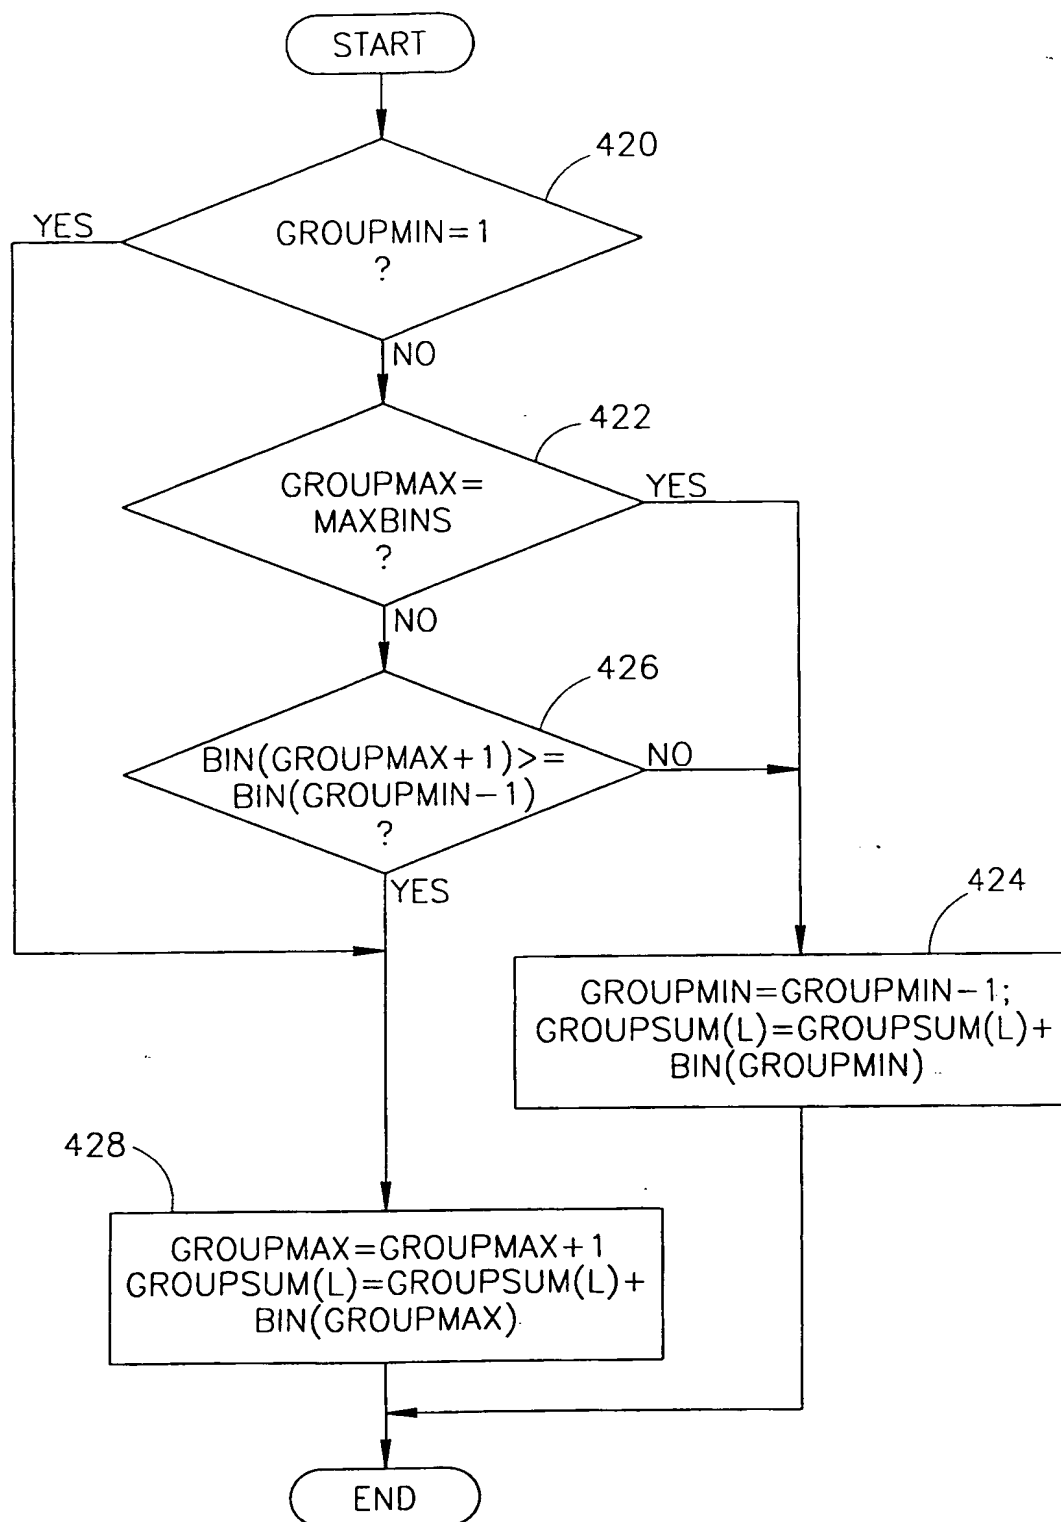 START
420
YES
GROUPMIN=1
?
NO
422
GROUPMAX=
MAXBINS
?
YES
NO
426
BIN(GROUPMAX+1)>=
BIN(GROUPMIN-1)
?
NO
YES
424
GROUPMIN=GROUPMIN-1;
GROUPSUM(L)=GROUPSUM(L)+
BIN(GROUPMIN)
428
GROUPMAX=GROUPMAX+1
GROUPSUM(L)=GROUPSUM(L)+
BIN(GROUPMAX)
END